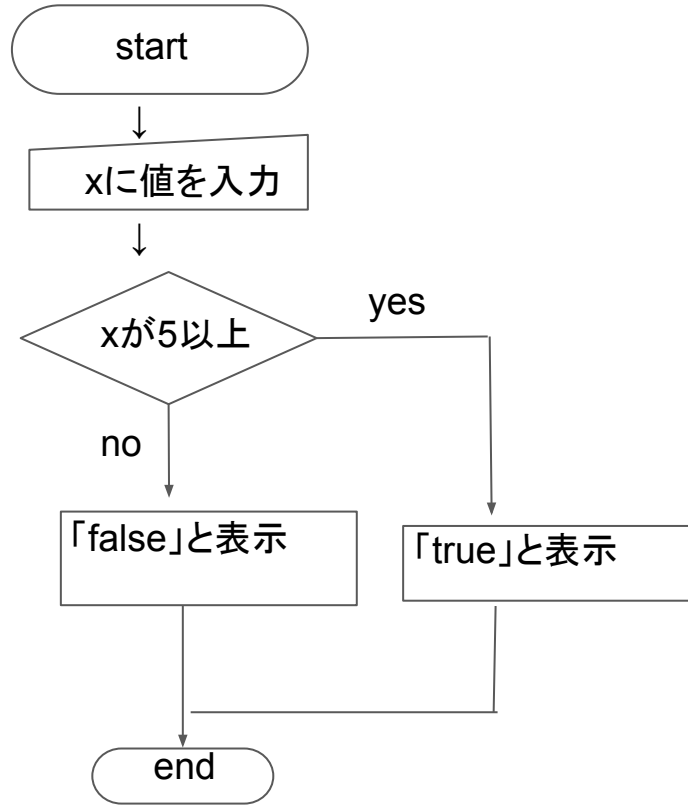 start
↓
xに値を入力
↓
xが5以上
yes
no
「false」と表示
「true」と表示
end